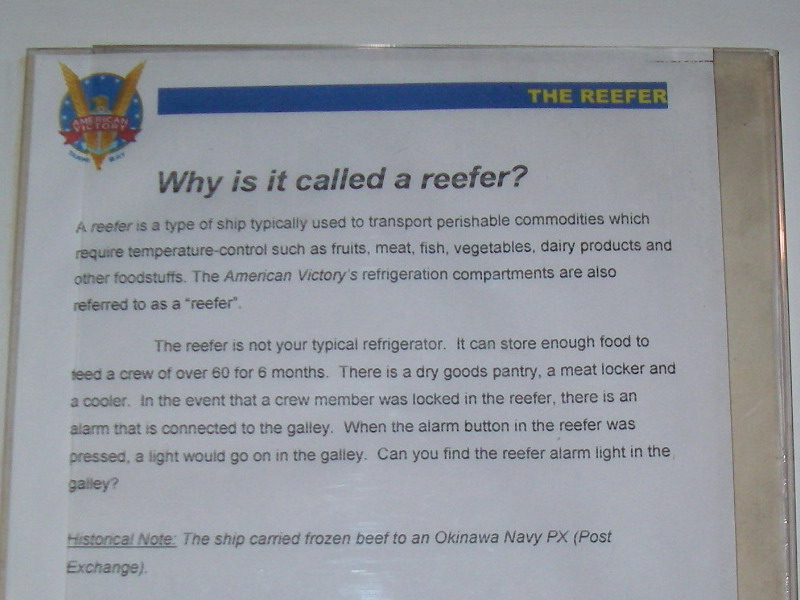 AMERICAN
VICTORY
TAMPA BAY
THE REEFER
Why is it called a reefer?
A reefer is a type of ship typically used to transport perishable commodities which
require temperature-control such as fruits, meat, fish, vegetables, dairy products and
other foodstuffs. The American Victory's refrigeration compartments are also
referred to as a "reefer".
The reefer is not your typical refrigerator. It can store enough food to
feed a crew of over 60 for 6 months. There is a dry goods pantry, a meat locker and
a cooler. In the event that a crew member was locked in the reefer, there is an
alarm that is connected to the galley. When the alarm button in the reefer was
pressed, a light would go on in the galley. Can you find the reefer alarm light in the
galley?
Historical Note: The ship carried frozen beef to an Okinawa Navy PX (Post
Exchange).